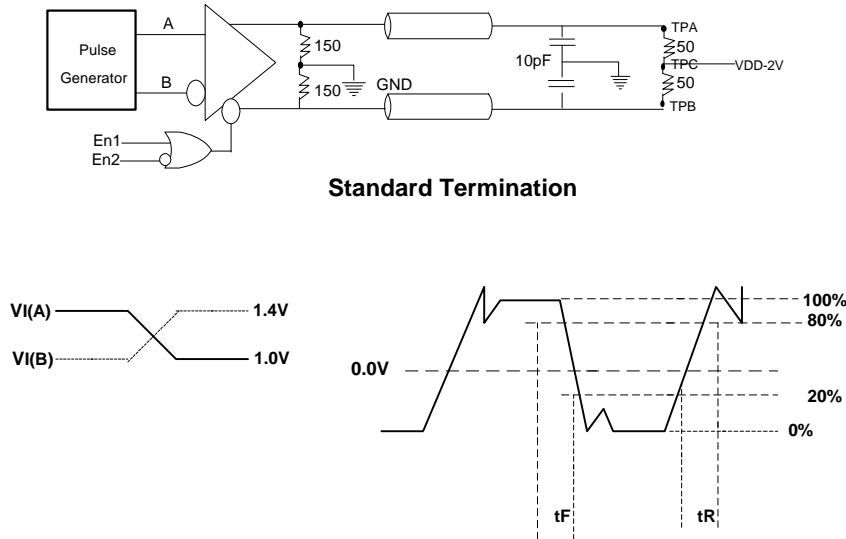 A
Pulse
Generator
B
En1
En2
150
150
GND
10pF
TPA
50
TPC
50
TPB
VDD-2V
Standard Termination
VI(A)
1.4V
VI(B)
1.0V
100%
80%
0.0V
20%
0%
tF
tR